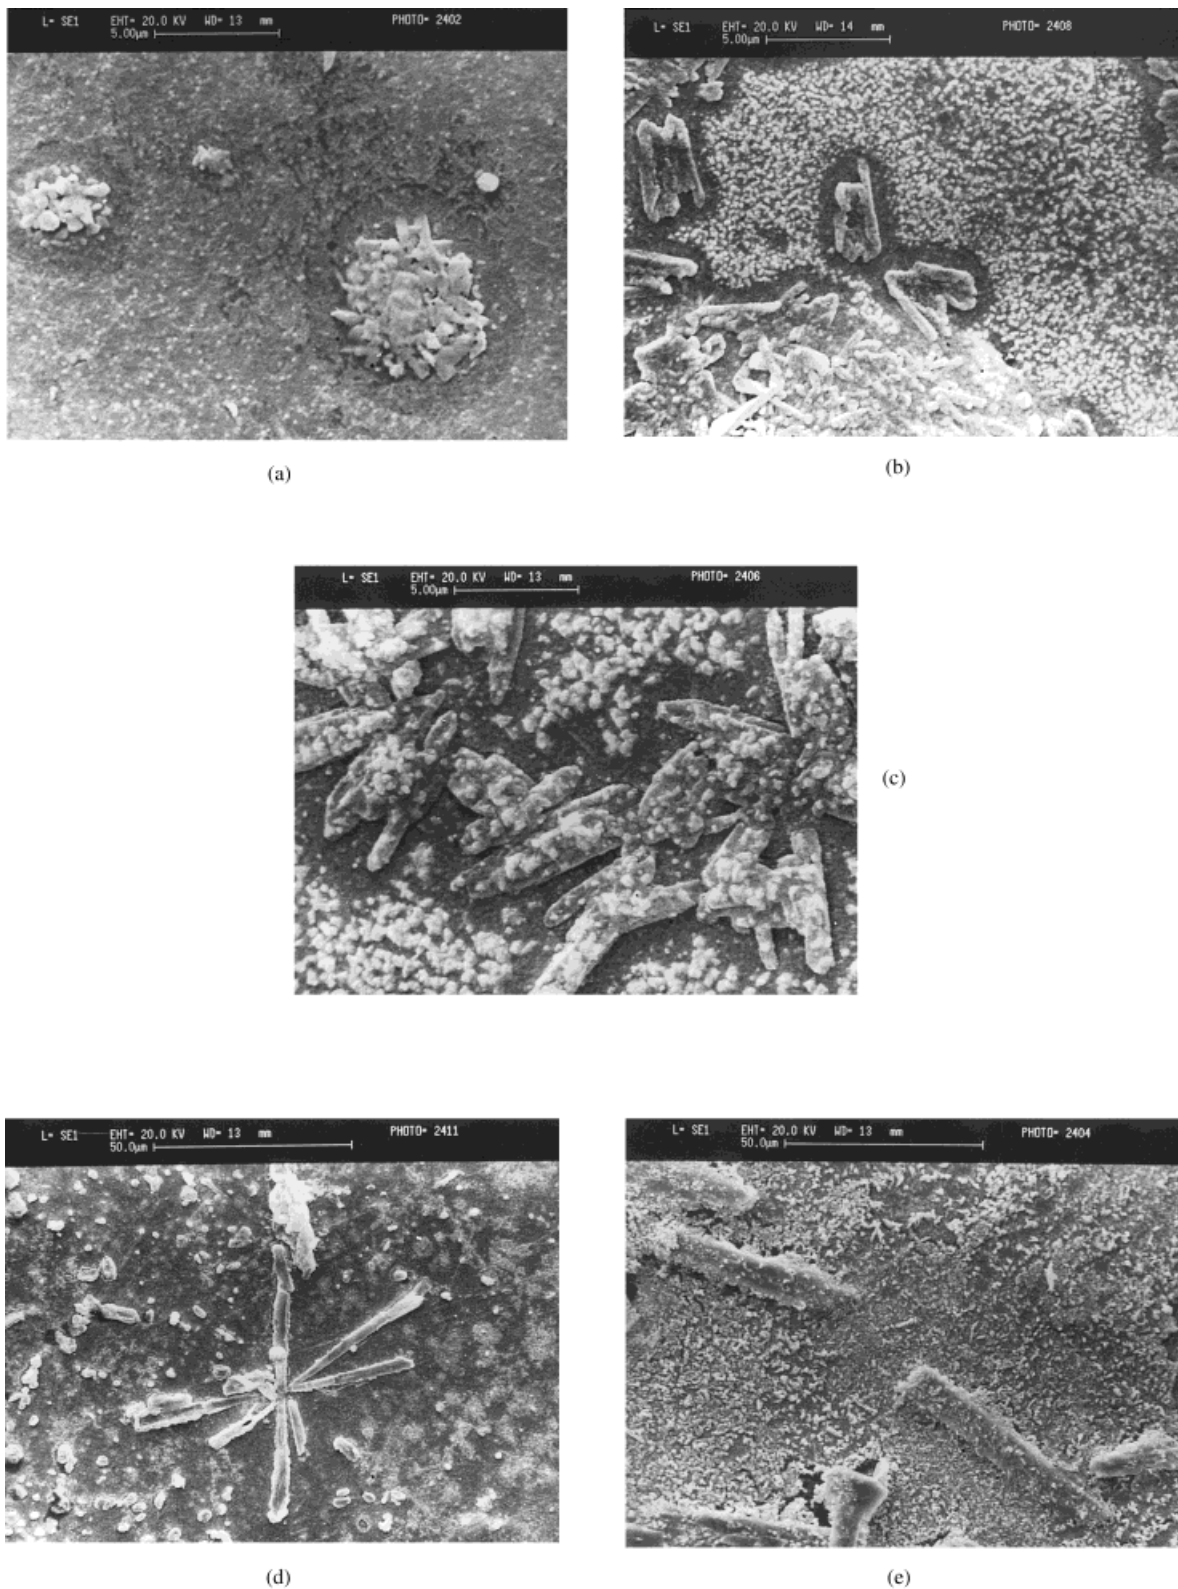 L= SE1 EHT= 20.0 KV WD= 13 mm PHOTO= 2402
5.00µm
L= SE1 EHT= 20.0 KV WD= 14 mm PHOTO= 2408
5.00µm
(a)
(b)
L= SE1 EHT= 20.0 KV WD= 13 mm PHOTO= 2406
5.00µm
(c)
L= SE1 EHT= 20.0 KV WD= 13 mm PHOTO= 2411
50.0µm
L= SE1 EHT= 20.0 KV WD= 13 mm PHOTO= 2404
50.0µm
(d)
(e)